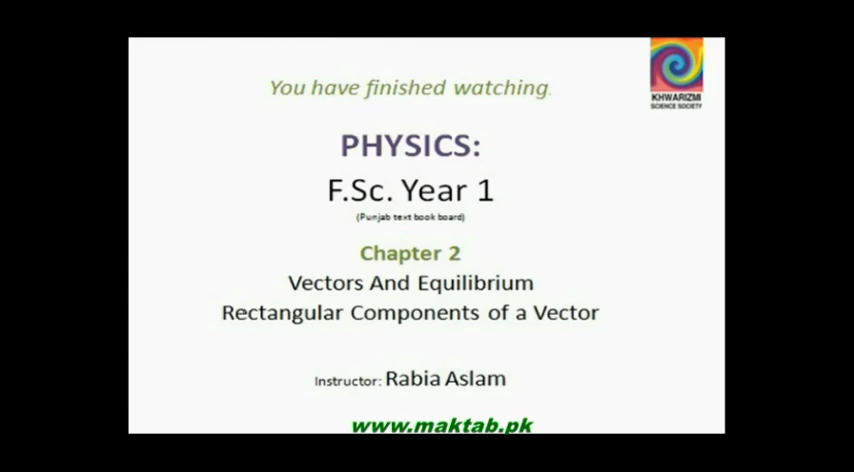 You have finished watching.
KHWARIZMI
SCIENCE SOCIETY
PHYSICS:
F.Sc. Year 1
(Punjab text book board)
Chapter 2
Vectors And Equilibrium
Rectangular Components of a Vector
Instructor: Rabia Aslam
www.maktab.pk